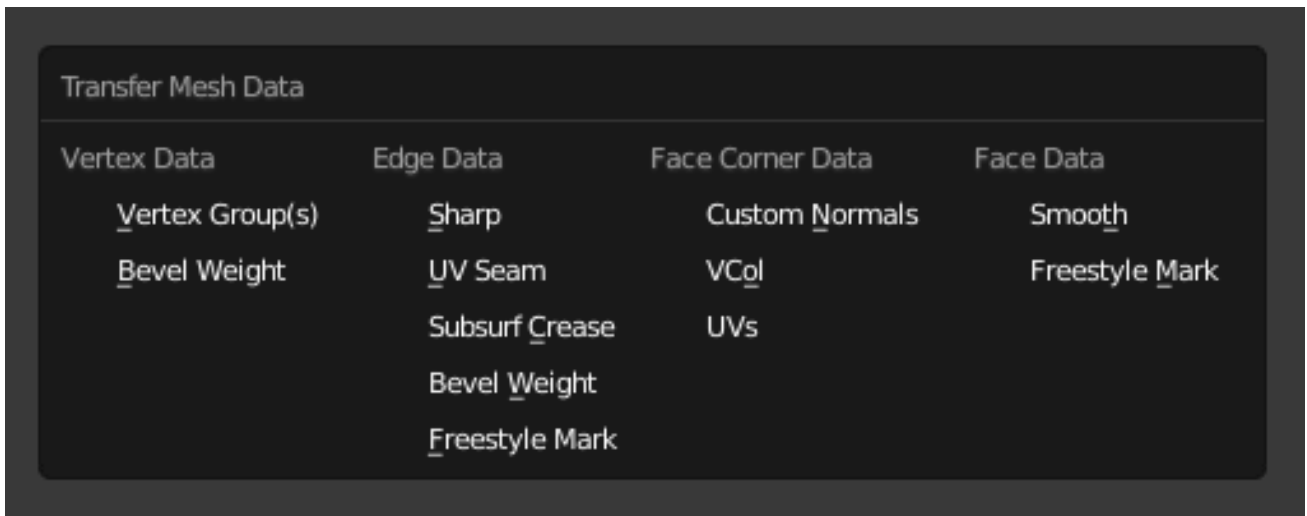 Transfer Mesh Data
Vertex Data Edge Data Face Corner Data Face Data
Vertex Group(s) Sharp Custom Normals Smooth
Bevel Weight UV Seam VCol Freestyle Mark
Subsurf Crease UVs
Bevel Weight
Freestyle Mark